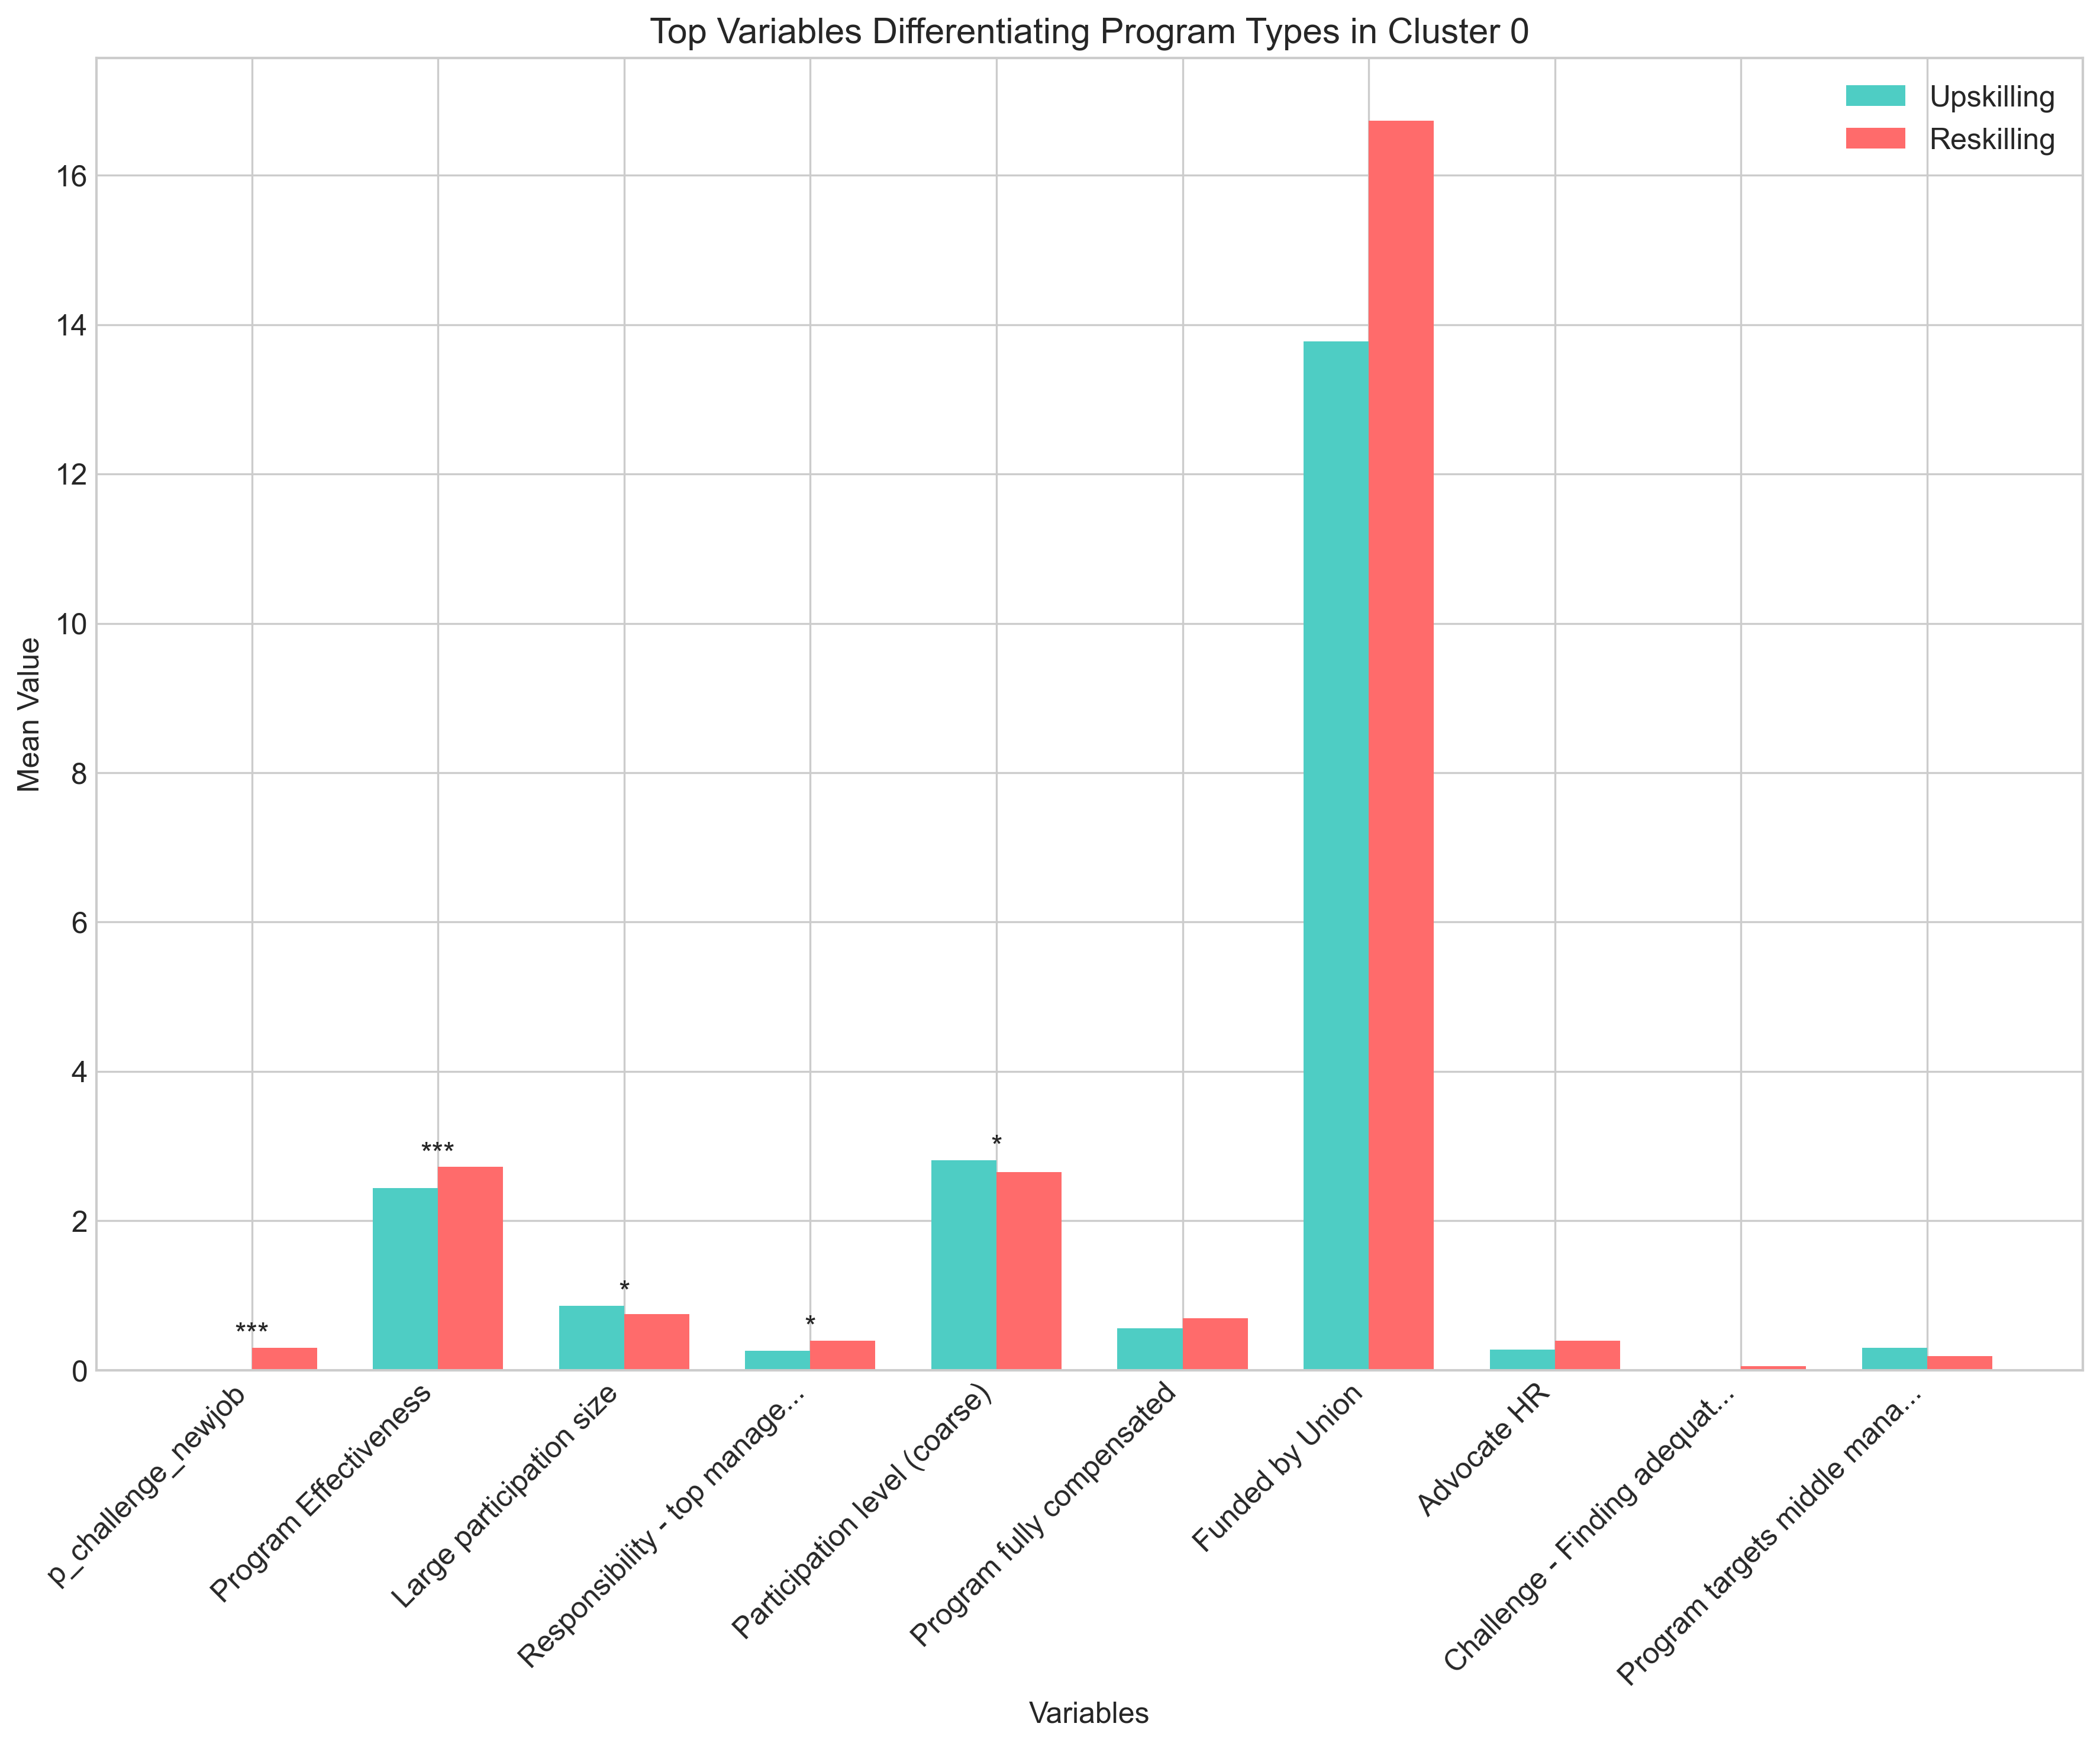 Top Variables Differentiating Program Types in Cluster 0
Upskilling
Reskilling
Mean Value
16
14
12
10
8
6
4
2
0
***
***
*
*
*
p_challenge_newjob
Program Effectiveness
Large participation size
Responsibility - top manage...
Participation level (coarse)
Program fully compensated
Funded by Union
Advocate HR
Challenge - Finding adequat...
Program targets middle mana...
Variables